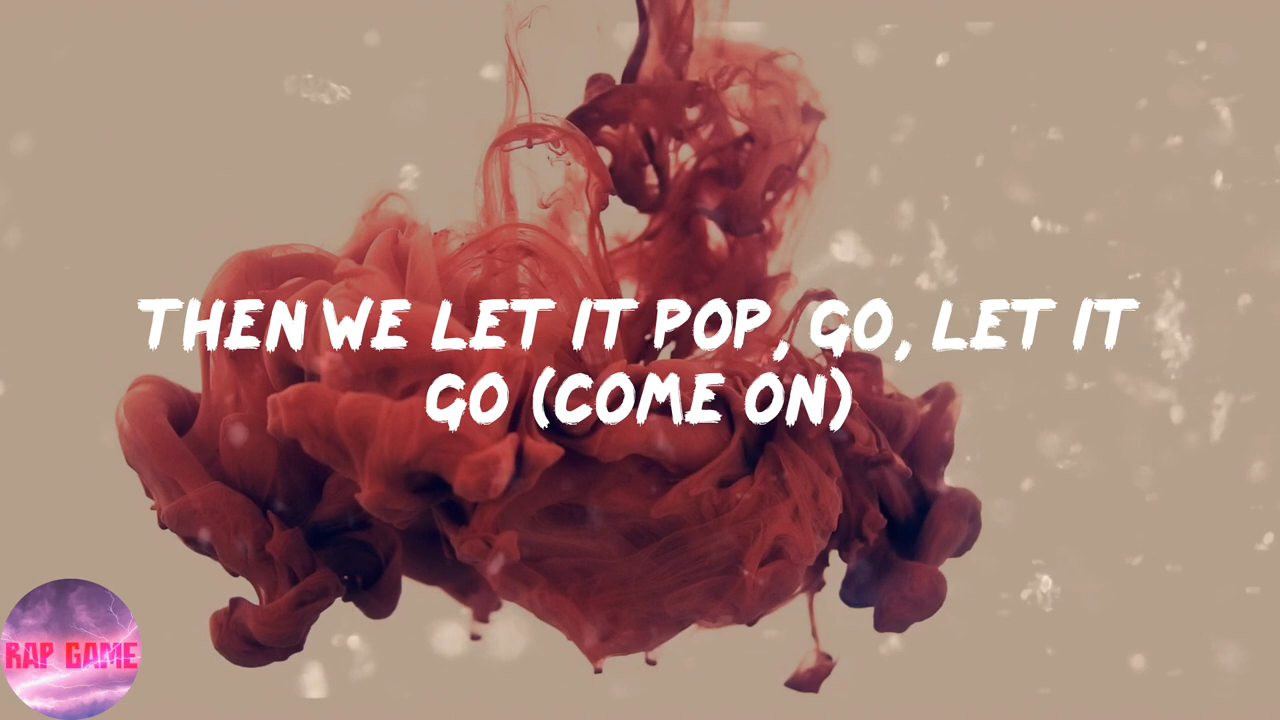 THEN WE LET IT POP, GO, LET IT
GO (COME ON)
RAP GAME